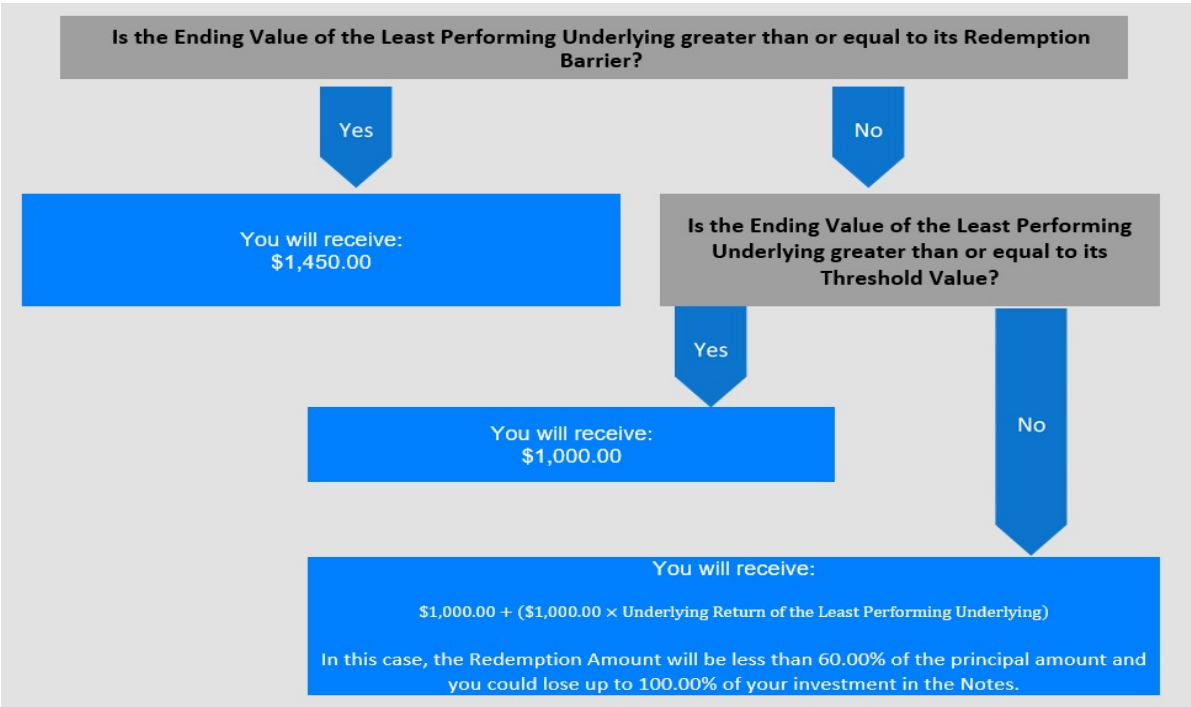 Is the Ending Value of the Least Performing Underlying greater than or equal to its Redemption
Barrier?
Yes
No
You will receive:
$1,450.00
Is the Ending Value of the Least Performing
Underlying greater than or equal to its
Threshold Value?
Yes
No
You will receive:
$1,000.00
You will receive:
$1,000.00 + ($1,000.00 × Underlying Return of the Least Performing Underlying)
In this case, the Redemption Amount will be less than 60.00% of the principal amount and
you could lose up to 100.00% of your investment in the Notes.